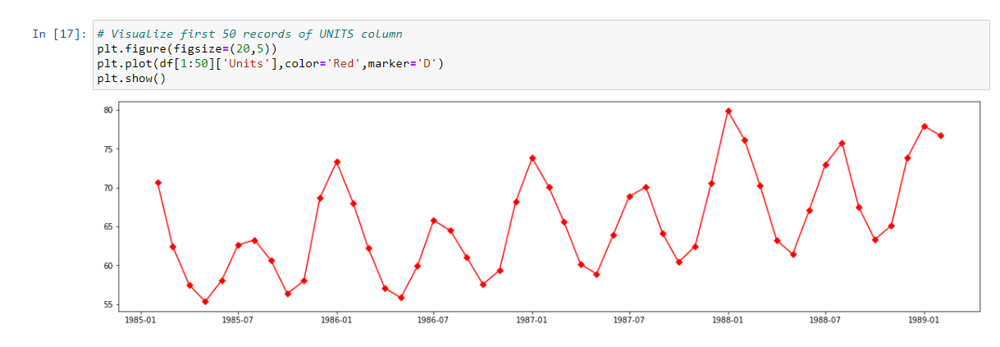 In [17]: # Visualize first 50 records of UNITS column
plt.figure(figsize=(20,5))
plt.plot(df[1:50]['Units'],color='Red',marker='D')
plt.show()
80
75
70
65
60
55
1985-01 1985-07 1986-01 1986-07 1987-01 1987-07 1988-01 1988-07 1989-01